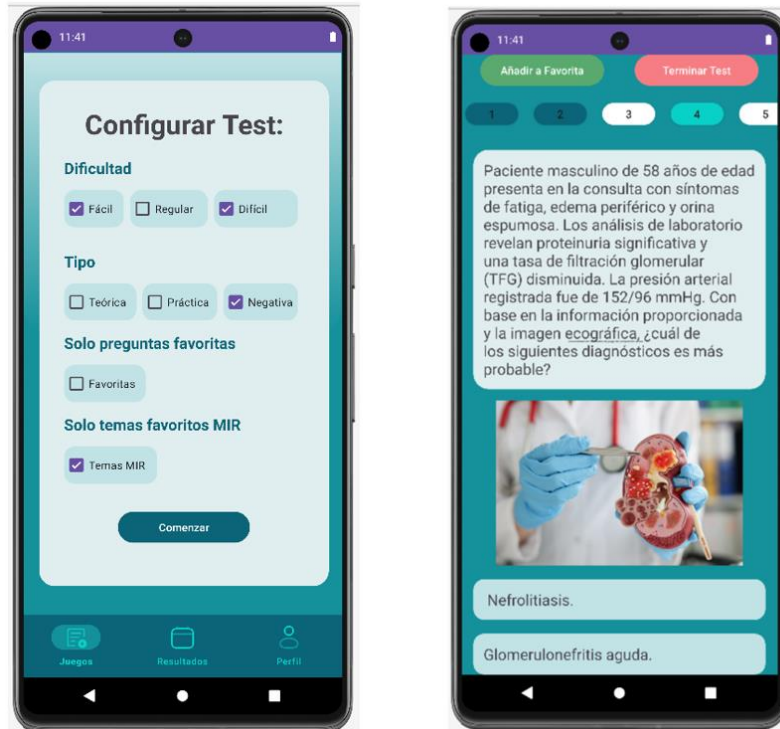 11:41
Configurar Test:
Dificultad
Fácil Regular Difícil
Tipo
Teórica Práctica Negativa
Solo preguntas favoritas
Favoritas
Solo temas favoritos MIR
Temas MIR
Comenzar
Juegos Resultados Perfil
11:41
Añadir a Favorita Terminar Test
1 2 3 4 5
Paciente masculino de 58 años de edad
presenta en la consulta con síntomas
de fatiga, edema periférico y orina
espumosa. Los análisis de laboratorio
revelan proteinuria significativa y
una tasa de filtración glomerular
(TFG) disminuida. La presión arterial
registrada fue de 152/96 mmHg. Con
base en la información proporcionada
y la imagen ecográfica, ¿cuál de
los siguientes diagnósticos es más
probable?
Nefrolitiasis.
Glomerulonefritis aguda.